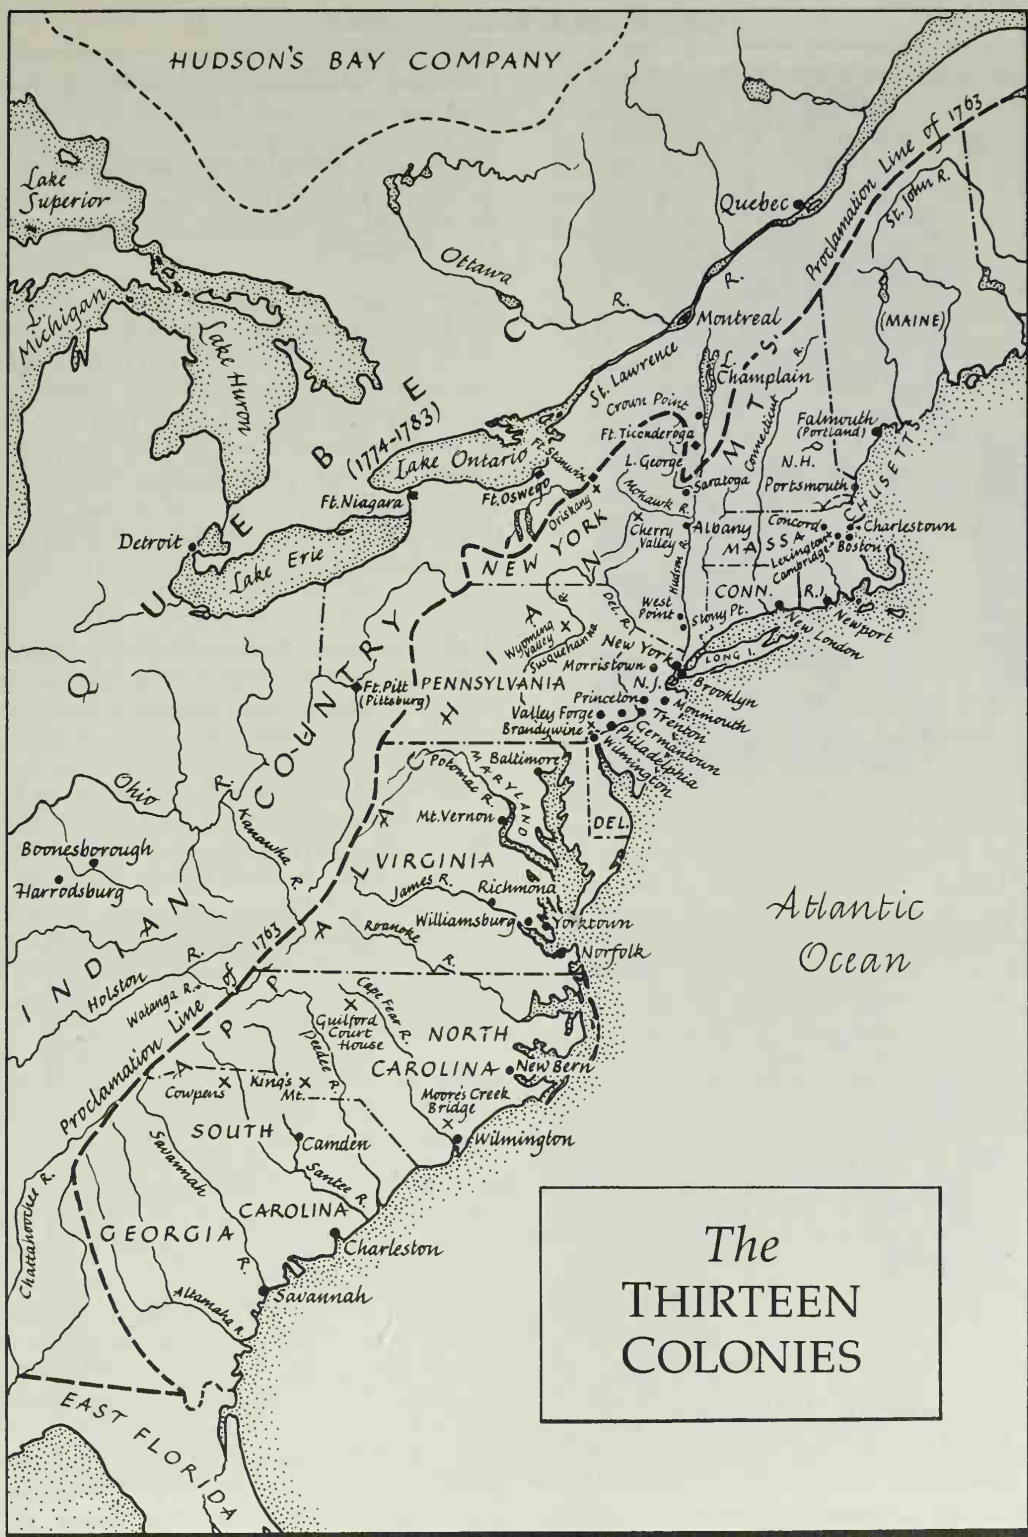 HUDSON'S BAY COMPANY
Proclamation Line of 1763
Lake
Superior
Quebec
St. John R.
Ottawa
R.
R.
L.
Michigan
Lake Huron
Montreal
(MAINE)
St. Lawrence
L.
Champlain
Connecticut R.
Crown Point
Falmouth
(Portland)
QUEBEC
(1774-1783)
Lake Ontario
Ft. Stanwix
Ft. Ticonderoga
L. George
Saratoga
N.H.
Portsmouth
Ft. Niagara
Ft. Oswego
Oriskany
Mohawk R.
Cherry
Valley
Albany
MASSACHUSETTS
Concord
Charlestown
Lexington
Cambridge
Boston
Detroit
Lake Erie
NEW YORK
Hudson R.
CONN.
R.I.
West
Point
Stony Pt.
Newport
New London
Del. R.
Wyoming
Valley
Susquehanna
R.
New York
LONG I.
Morristown
Brooklyn
Ft. Pitt
(Pittsburg)
PENNSYLVANIA
N.J.
Princeton
Monmouth
Valley Forge
Trenton
Brandywine
Germantown
Philadelphia
Wilmington
APPALACHIAN MTS.
INDIAN COUNTRY
Potomac R.
MARYLAND
Baltimore
Ohio
R.
Kanawha
R.
Mt. Vernon
DEL.
Boonesborough
Harrodsburg
VIRGINIA
James R.
Richmond
Williamsburg
Yorktown
Roanoke
R.
Norfolk
Atlantic
Ocean
Holston
R.
Watanga R.
Proclamation Line of 1763
Cape Fear R.
Guilford
Court
House
Peedee R.
NORTH
CAROLINA
New Bern
Cowpens
King's
Mt.
Moore's Creek
Bridge
Wilmington
SOUTH
CAROLINA
Camden
Santee R.
Savannah
R.
Chattahoochee R.
GEORGIA
Charleston
Altamaha R.
Savannah
EAST FLORIDA
The
THIRTEEN
COLONIES